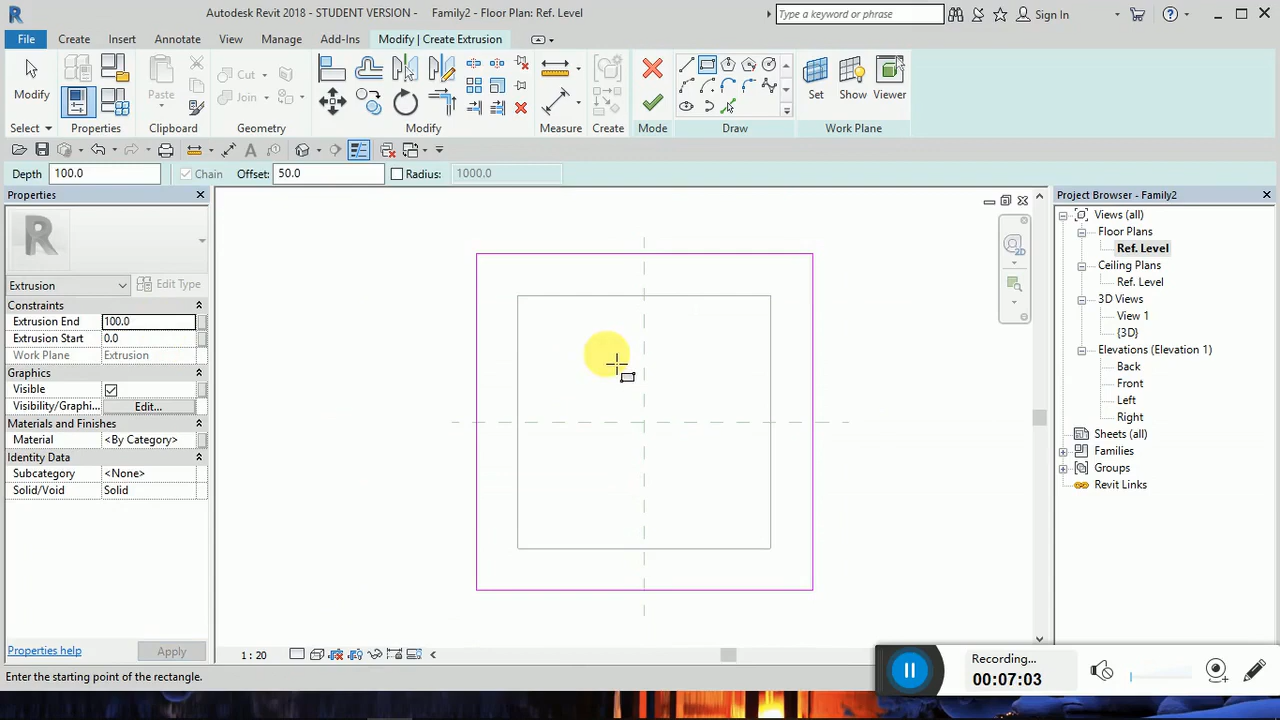 Autodesk Revit 2018 - STUDENT VERSION - Family2 - Floor Plan: Ref. Level
Type a keyword or phrase
Sign In
File Create Insert Annotate View Manage Add-Ins Modify | Create Extrusion
Modify
Paste
Cut
Join
Set Show Viewer
Select Properties Clipboard Geometry Modify Measure Create Mode Draw Work Plane
Depth 100.0 Chain Offset: 50.0 Radius: 1000.0
Properties
Extrusion Edit Type
Constraints
Extrusion End 100.0
Extrusion Start 0.0
Work Plane Extrusion
Graphics
Visible
Visibility/Graphi... Edit...
Materials and Finishes
Material <By Category>
Identity Data
Subcategory <None>
Solid/Void Solid
Properties help Apply
1 : 20
Enter the starting point of the rectangle.
Project Browser - Family2
Views (all)
Floor Plans
Ref. Level
Ceiling Plans
Ref. Level
3D Views
View 1
{3D}
Elevations (Elevation 1)
Back
Front
Left
Right
Sheets (all)
Families
Groups
Revit Links
Recording...
00:07:03